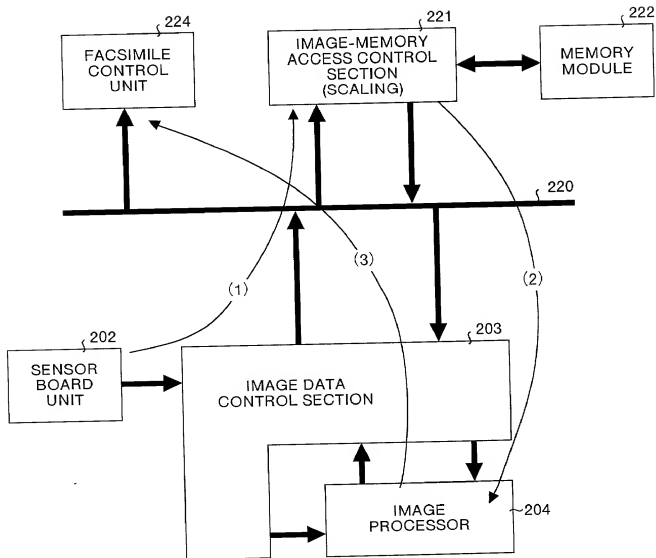 224
FACSIMILE
CONTROL
UNIT
221
IMAGE-MEMORY
ACCESS CONTROL
SECTION
(SCALING)
222
MEMORY
MODULE
220
(1)
(3)
(2)
202
SENSOR
BOARD
UNIT
203
IMAGE DATA
CONTROL SECTION
IMAGE
PROCESSOR
204